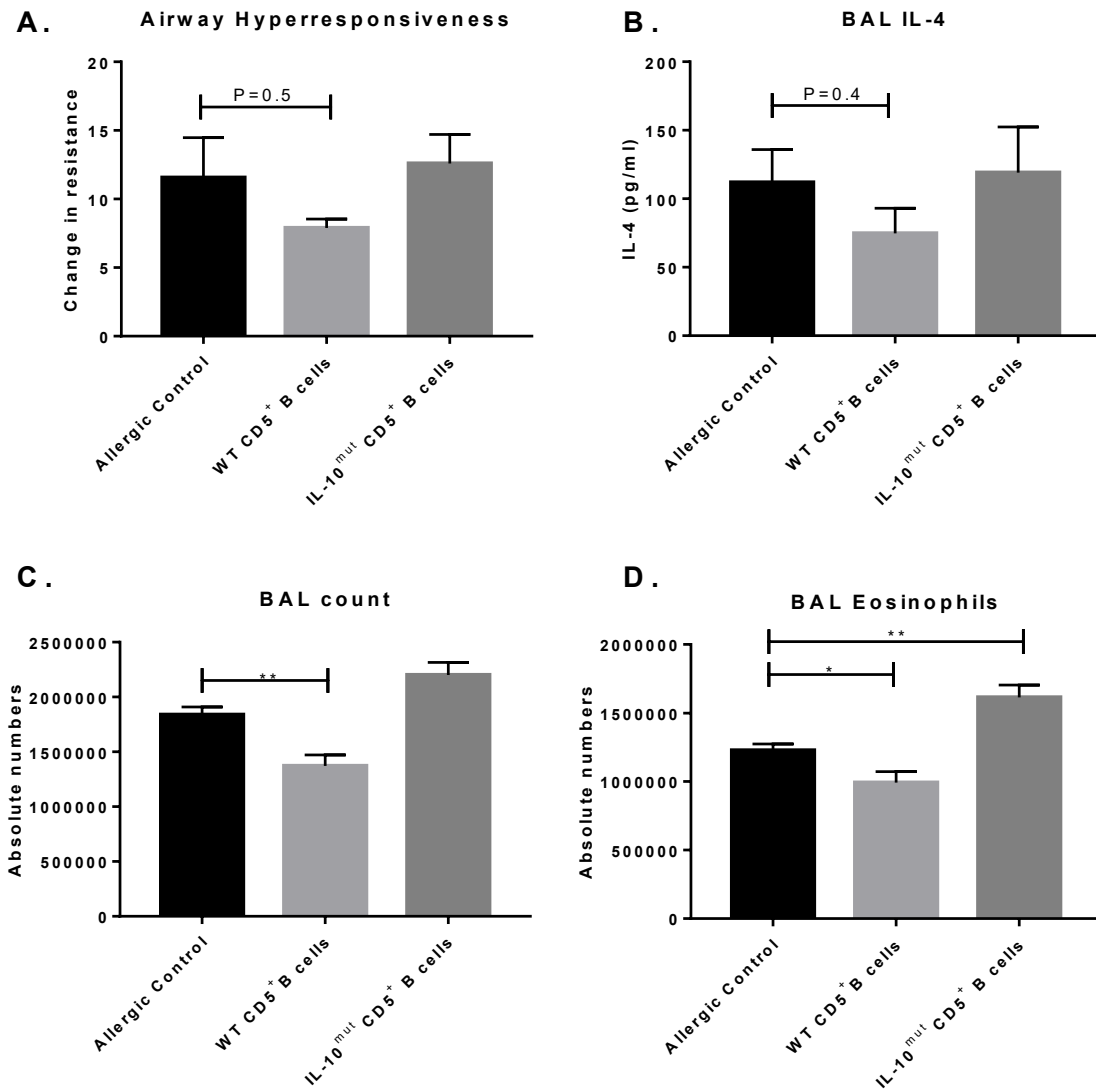 A.
Airway Hyperresponsiveness
Change in resistance
20
15
10
5
0
P=0.5
Allergic Control
WT CD5+ B cells
IL-10mut CD5+ B cells
B.
BAL IL-4
IL-4 (pg/ml)
200
150
100
50
0
P=0.4
Allergic Control
WT CD5+ B cells
IL-10mut CD5+ B cells
C.
BAL count
Absolute numbers
2500000
2000000
1500000
1000000
500000
0
**
Allergic Control
WT CD5+ B cells
IL-10mut CD5+ B cells
D.
BAL Eosinophils
Absolute numbers
2000000
1500000
1000000
500000
0
**
*
Allergic Control
WT CD5+ B cells
IL-10mut CD5+ B cells